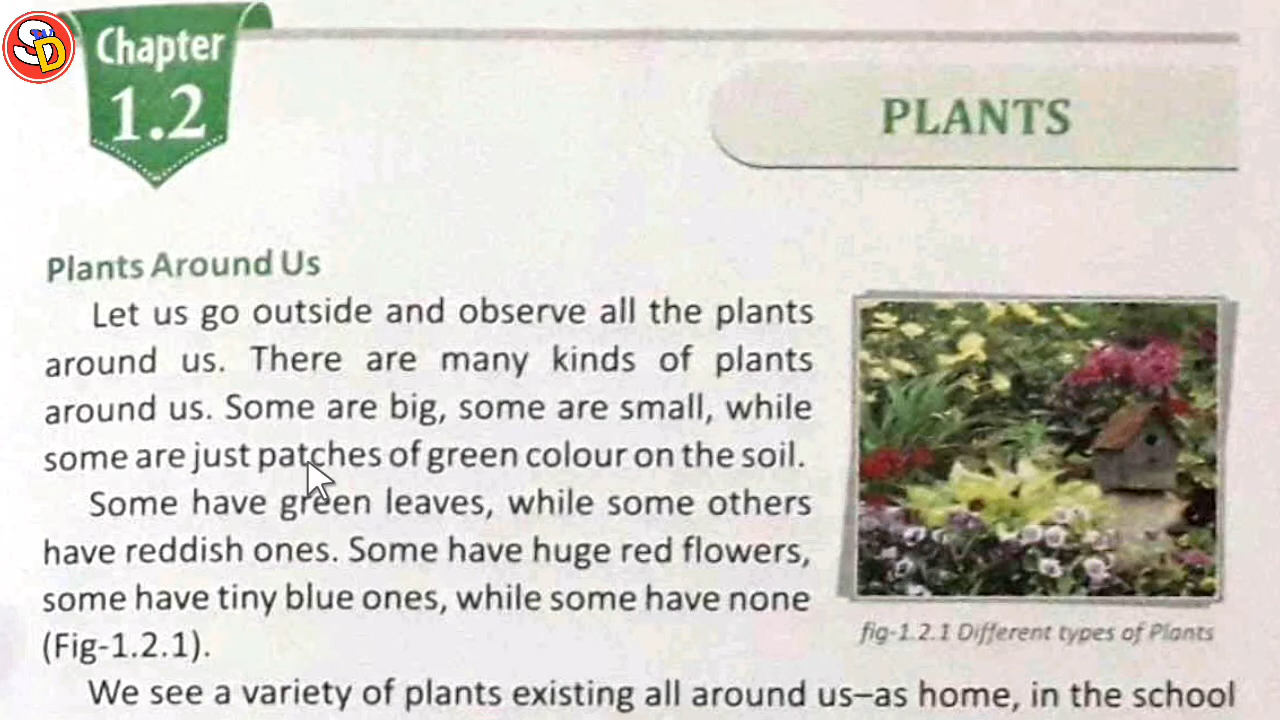 SD
Chapter
1.2
PLANTS
Plants Around Us
Let us go outside and observe all the plants
around us. There are many kinds of plants
around us. Some are big, some are small, while
some are just patches of green colour on the soil.
Some have green leaves, while some others
have reddish ones. Some have huge red flowers,
some have tiny blue ones, while some have none
(Fig-1.2.1).
fig-1.2.1 Different types of Plants
We see a variety of plants existing all around us–as home, in the school